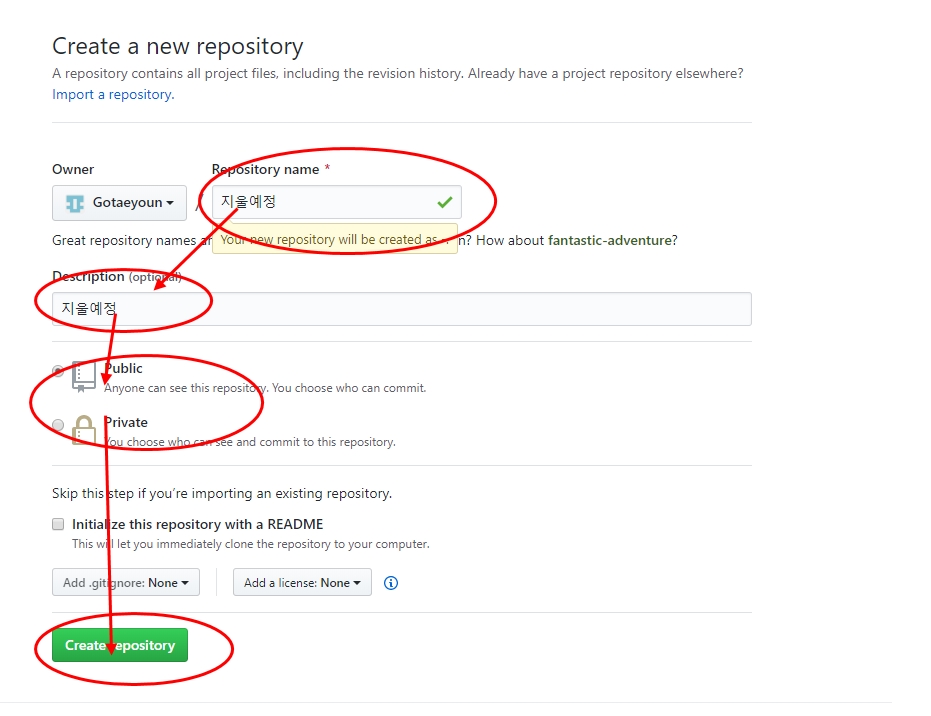 Create a new repository
A repository contains all project files, including the revision history. Already have a project repository elsewhere?
Import a repository.
Owner
Repository name *
Gotaeyoun
/
지울예정
Great repository names ar
Your new repository will be created as -.
n? How about fantastic-adventure?
Description (optional)
지울예정
Public
Anyone can see this repository. You choose who can commit.
Private
You choose who can see and commit to this repository.
Skip this step if you’re importing an existing repository.
Initialize this repository with a README
This will let you immediately clone the repository to your computer.
Add .gitignore: None
Add a license: None
Create repository